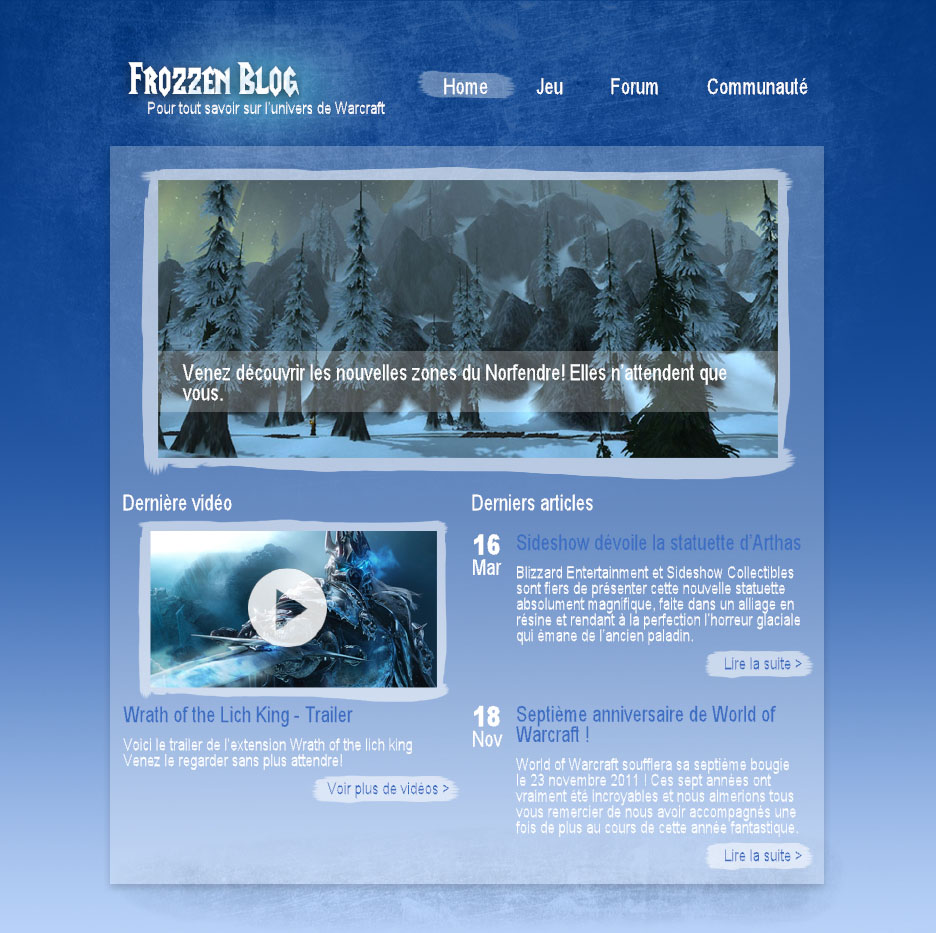 Frozzen Blog
Pour tout savoir sur l'univers de Warcraft
Home
Jeu
Forum
Communauté
Venez découvrir les nouvelles zones du Norfendre! Elles n'attendent que
vous.
Dernière vidéo
Wrath of the Lich King - Trailer
Voici le trailer de l'extension Wrath of the lich king
Venez le regarder sans plus attendre!
Voir plus de vidéos >
Derniers articles
16
Mar
Sideshow dévoile la statuette d'Arthas
Blizzard Entertainment et Sideshow Collectibles
sont fiers de présenter cette nouvelle statuette
absolument magnifique, faite dans un alliage en
résine et rendant à la perfection l'horreur glaciale
qui émane de l'ancien paladin.
Lire la suite >
18
Nov
Septième anniversaire de World of
Warcraft !
World of Warcraft soufflera sa septième bougie
le 23 novembre 2011 ! Ces sept années ont
vraiment été incroyables et nous aimerions tous
vous remercier de nous avoir accompagnés une
fois de plus au cours de cette année fantastique.
Lire la suite >